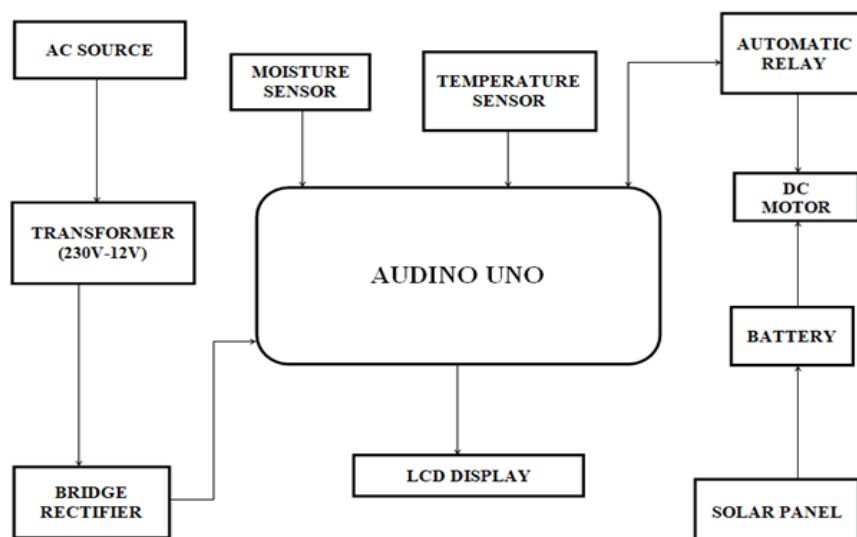 AC SOURCE
MOISTURE
SENSOR
TEMPERATURE
SENSOR
AUTOMATIC
RELAY
TRANSFORMER
(230V-12V)
DC
MOTOR
AUDINO UNO
BATTERY
BRIDGE
RECTIFIER
LCD DISPLAY
SOLAR PANEL